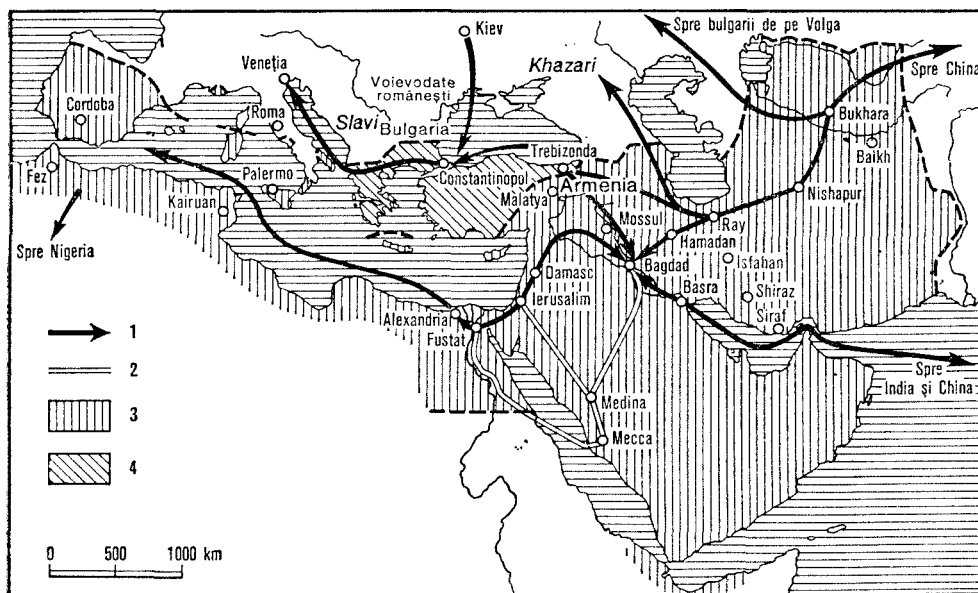 Spre bulgarii de pe Volga
Kiev
Spre China
Veneția
Khazari
Voievodate
românești
Cordoba
Roma
Slavi
Bulgaria
Bukhara
Baikh
Trebizenda
Fez
Palermo
Constantinopol
Armenia
Malatya
Nishapur
Kairuan
Mossul
Ray
Hamadan
Spre Nigeria
Bagdad
Isfahan
Damasc
Basra
Ierusalim
Shiraz
Siraf
Alexandria
Fustat
Spre
India și China
Medina
Mecca
1
2
3
4
0 500 1000 km